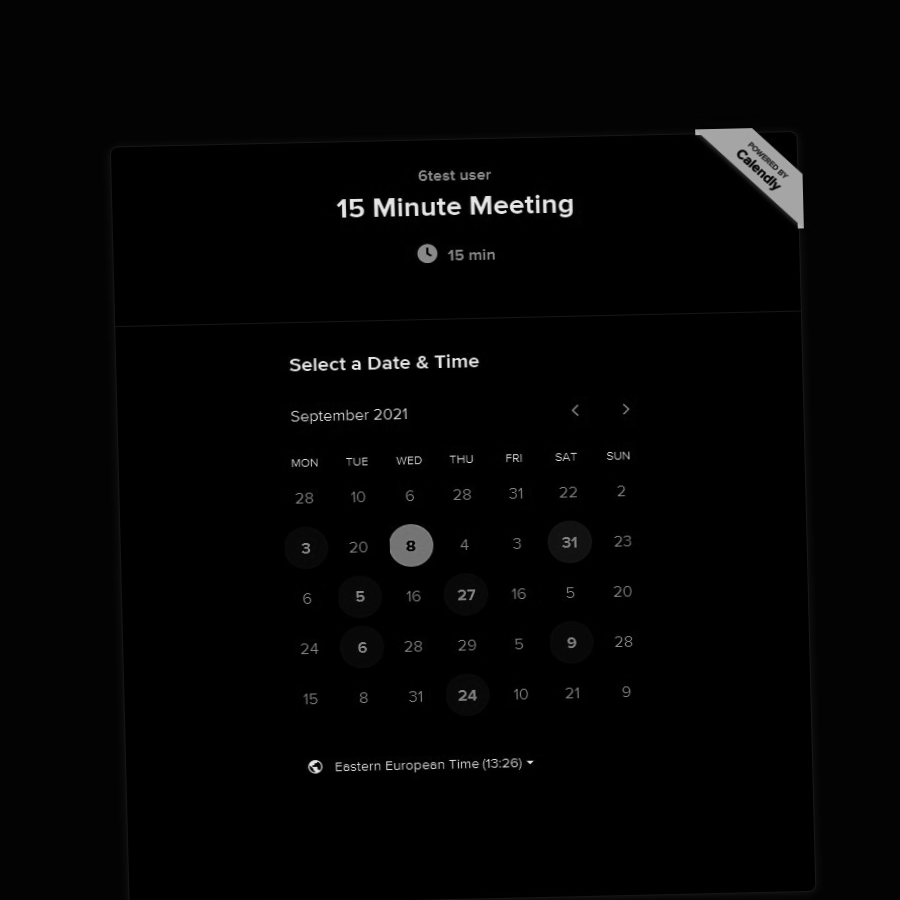 POWERED BY
Calendly
6test user
15 Minute Meeting
15 min
Select a Date & Time
September 2021
MON TUE WED THU FRI SAT SUN
28 10 6 28 31 22 2
3 20 8 4 3 31 23
6 5 16 27 16 5 20
24 6 28 29 5 9 28
15 8 31 24 10 21 9
Eastern European Time (13:26)